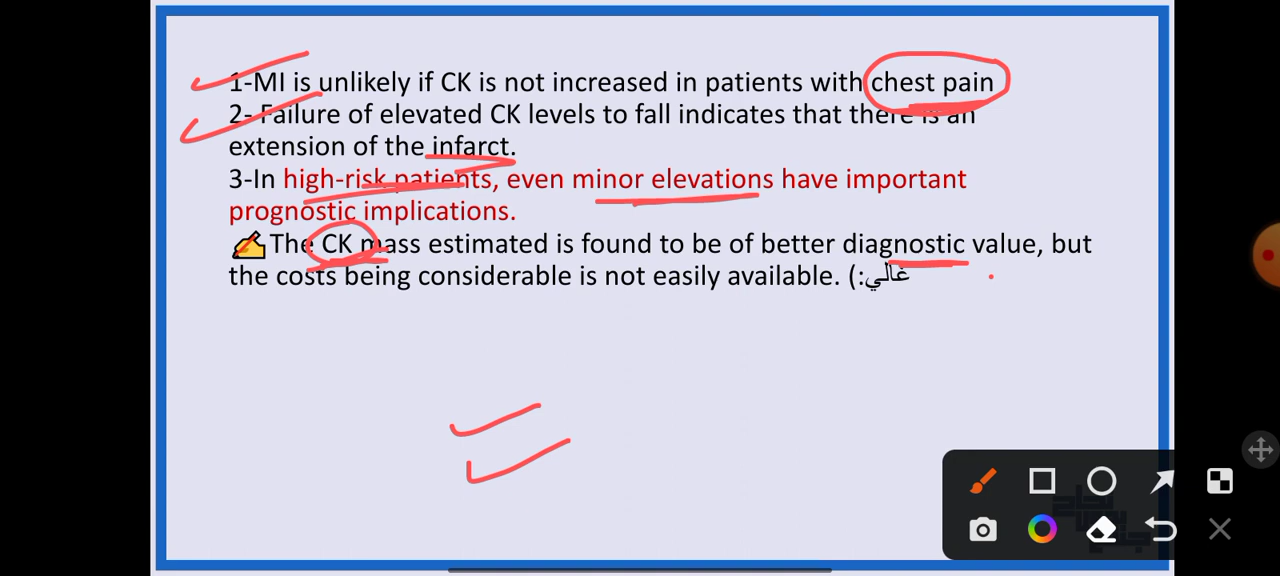 1-MI is unlikely if CK is not increased in patients with chest pain
2- Failure of elevated CK levels to fall indicates that there is an
extension of the infarct.
3-In high-risk patients, even minor elevations have important
prognostic implications.
✍The CK mass estimated is found to be of better diagnostic value, but
the costs being considerable is not easily available. (:غالي